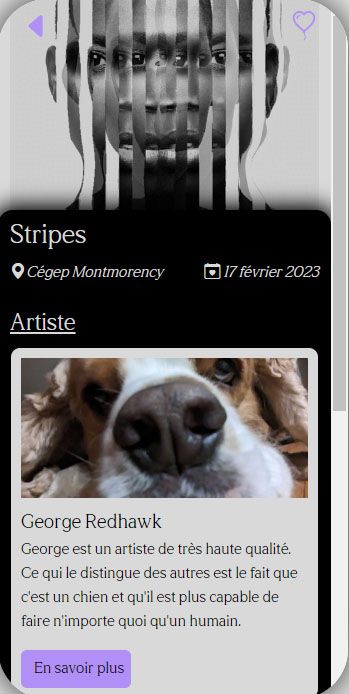 Stripes
Cégep Montmorency
17 février 2023
Artiste
George Redhawk
George est un artiste de très haute qualité.
Ce qui le distingue des autres est le fait que
c'est un chien et qu'il est plus capable de
faire n'importe quoi qu'un humain.
En savoir plus